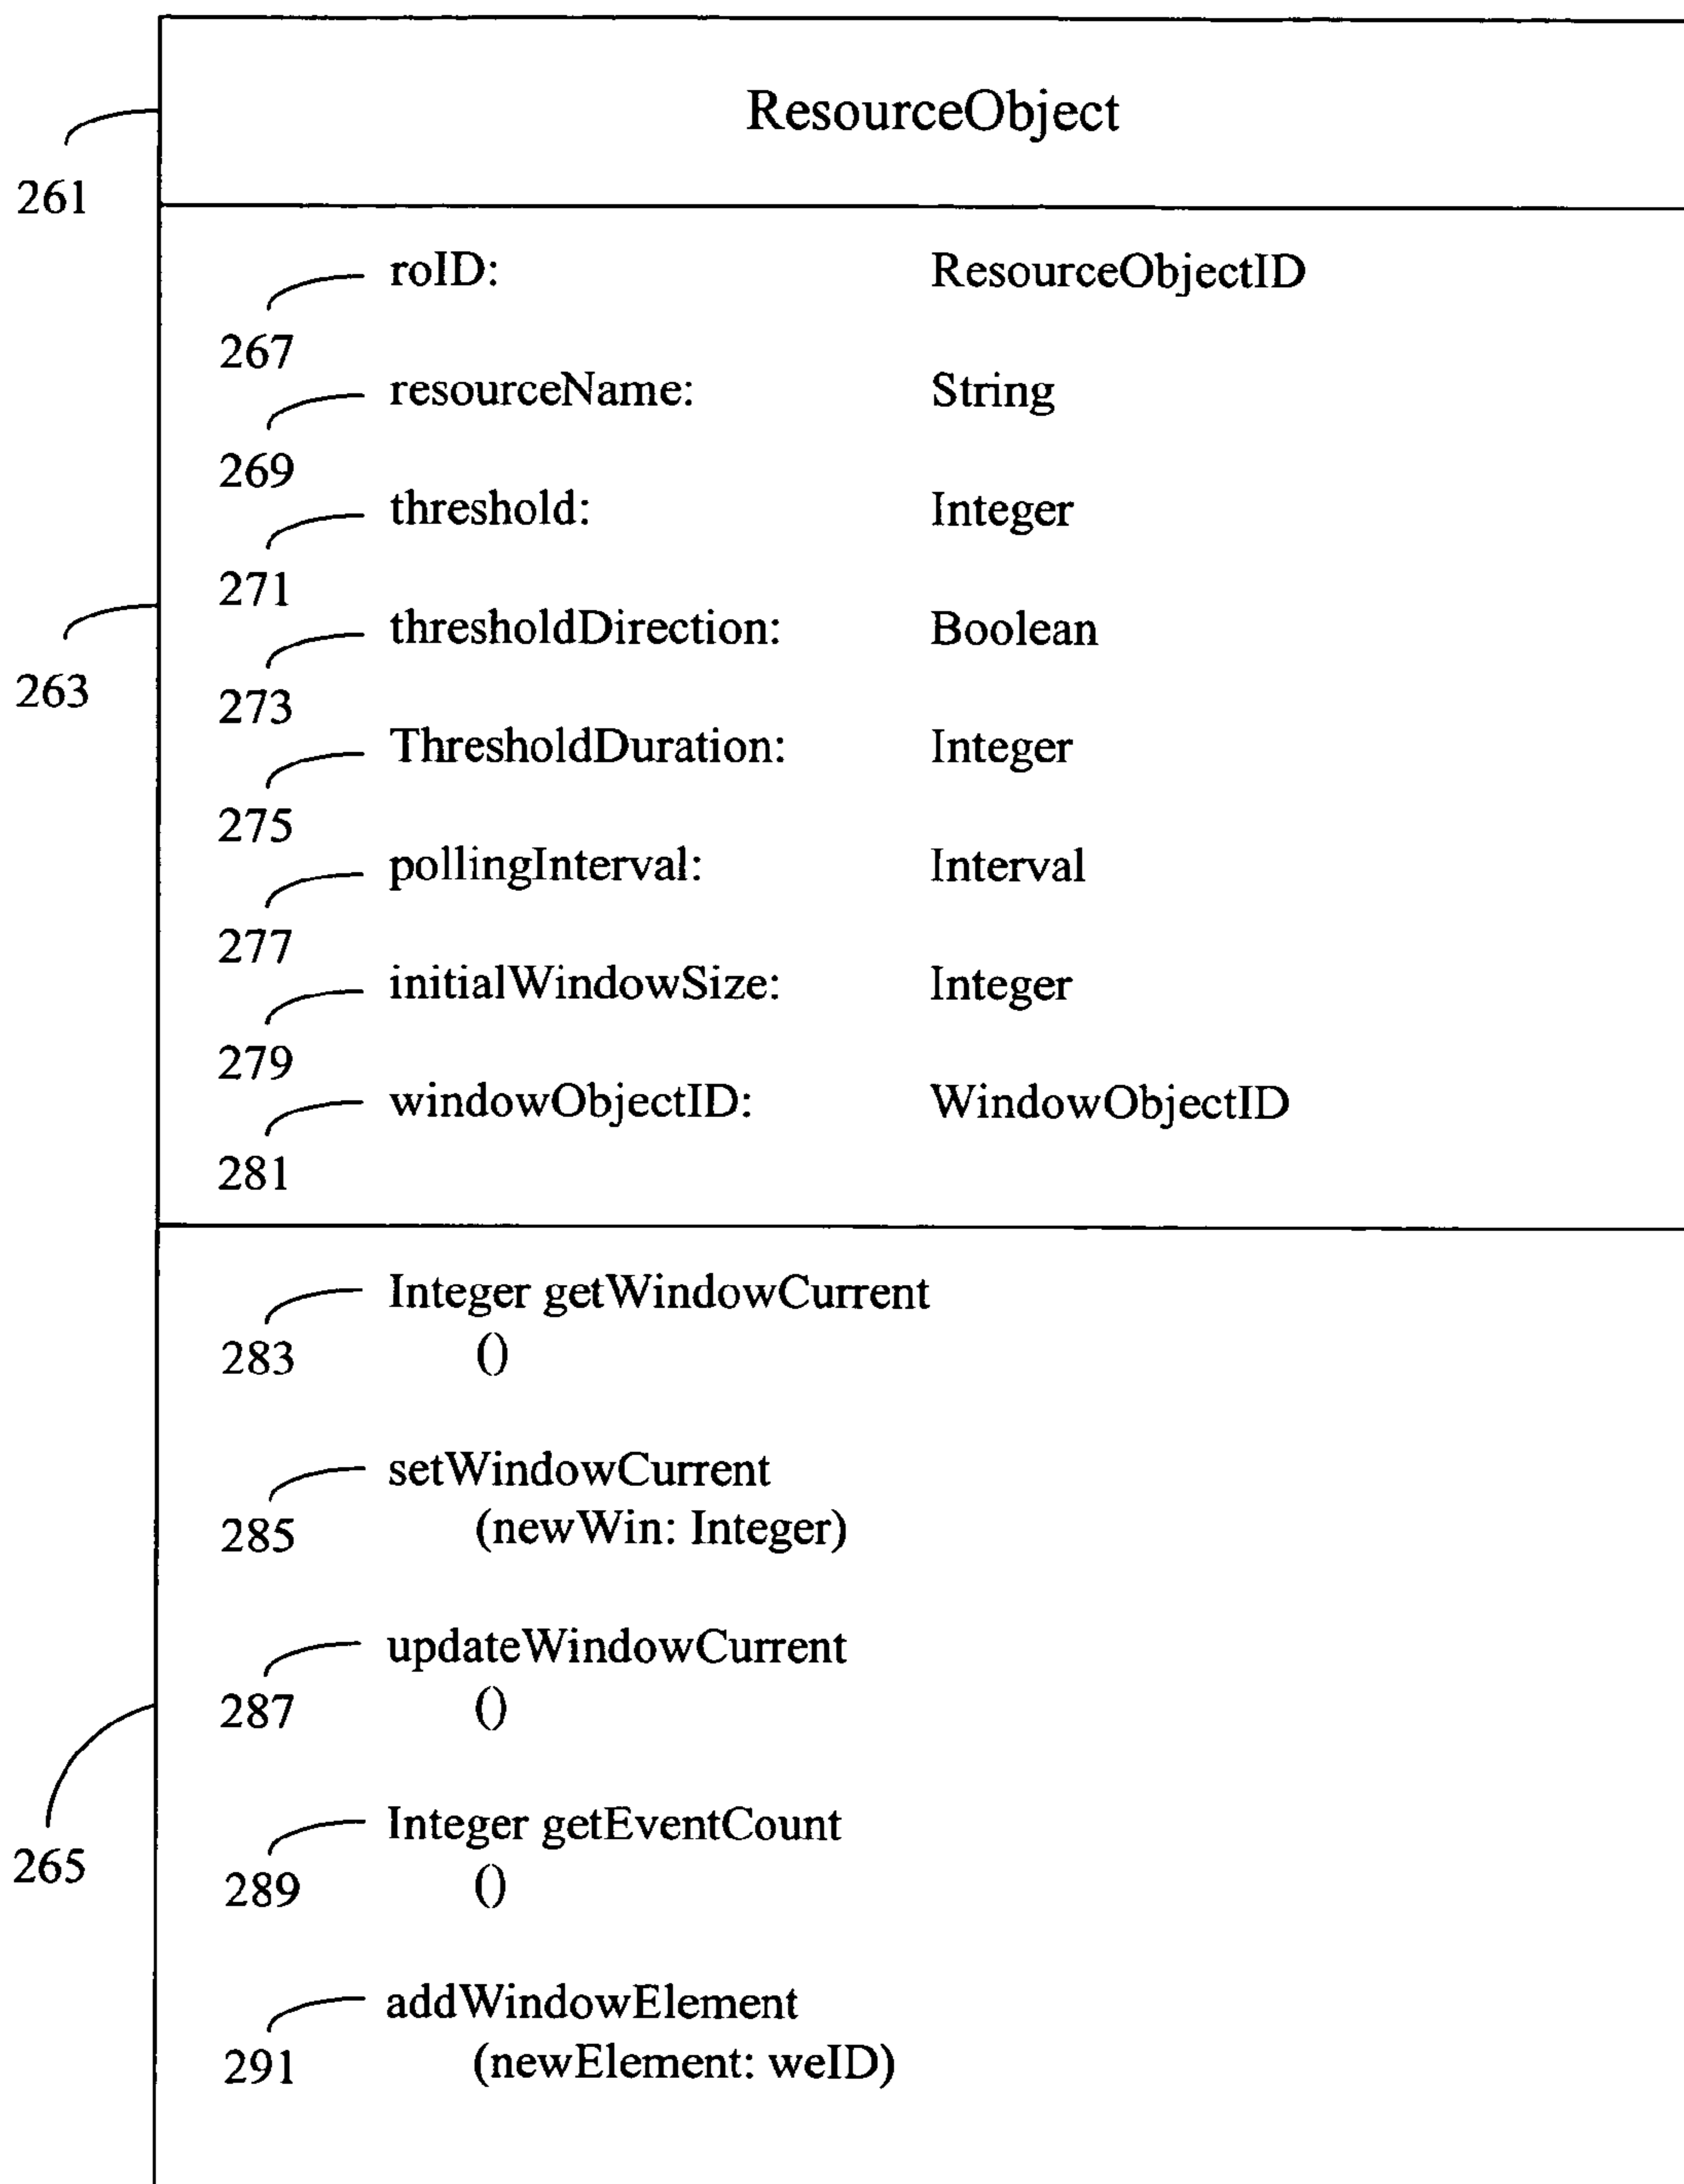 ResourceObject
261
roID: ResourceObjectID
267
resourceName: String
269
threshold: Integer
271
thresholdDirection: Boolean
263
273
ThresholdDuration: Integer
275
pollingInterval: Interval
277
initialWindowSize: Integer
279
windowObjectID: WindowObjectID
281
Integer getWindowCurrent
283 ()
setWindowCurrent
285 (newWin: Integer)
updateWindowCurrent
287 ()
Integer getEventCount
265
289 ()
addWindowElement
291 (newElement: weID)